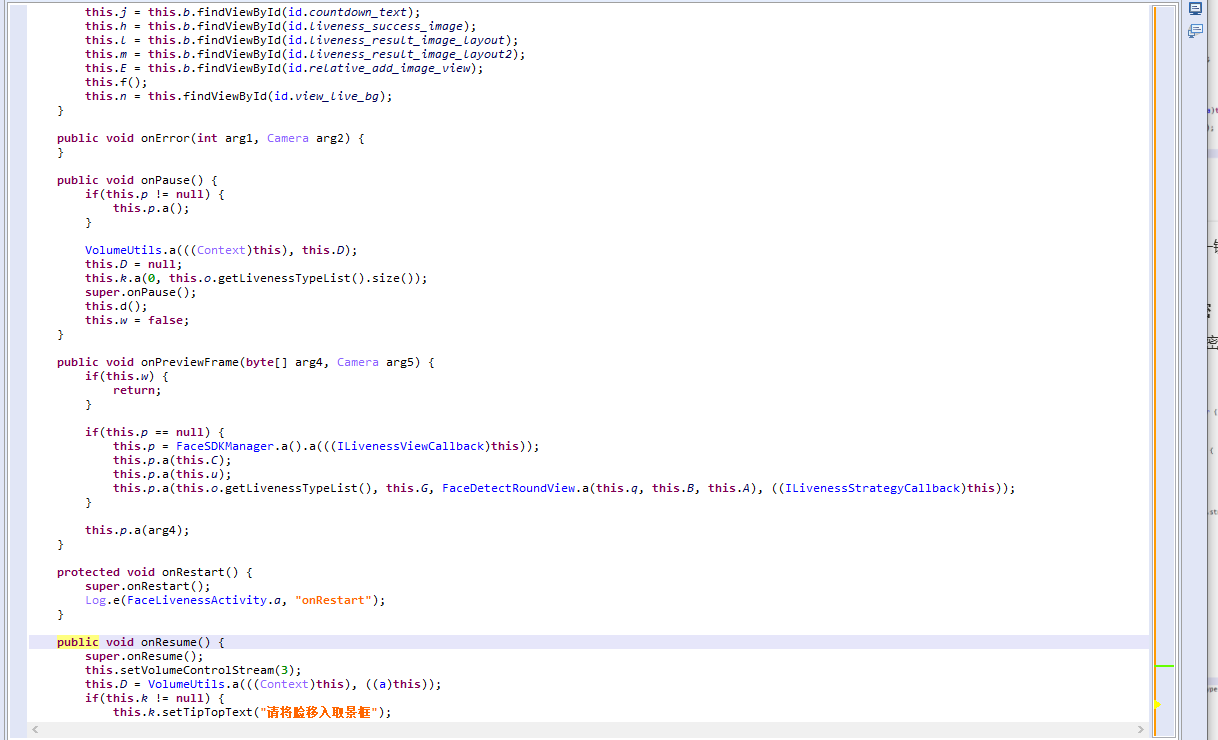 this.j = this.b.findViewById(id.countdown_text);
this.h = this.b.findViewById(id.liveness_success_image);
this.l = this.b.findViewById(id.liveness_result_image_layout);
this.m = this.b.findViewById(id.liveness_result_image_layout2);
this.E = this.b.findViewById(id.relative_add_image_view);
this.f();
this.n = this.findViewById(id.view_live_bg);
}
public void onError(int arg1, Camera arg2) {
}
public void onPause() {
if(this.p != null) {
this.p.a();
}
VolumeUtils.a(((Context)this), this.D);
this.D = null;
this.k.a(0, this.o.getLivenessTypeList().size());
super.onPause();
this.d();
this.w = false;
}
public void onPreviewFrame(byte[] arg4, Camera arg5) {
if(this.w) {
return;
}
if(this.p == null) {
this.p = FaceSDKManager.a().a(((ILivenessViewCallback)this));
this.p.a(this.C);
this.p.a(this.u);
this.p.a(this.o.getLivenessTypeList(), this.G, FaceDetectRoundView.a(this.q, this.B, this.A), ((ILivenessStrategyCallback)this));
}
this.p.a(arg4);
}
protected void onRestart() {
super.onRestart();
Log.e(FaceLivenessActivity.a, "onRestart");
}
public void onResume() {
super.onResume();
this.setVolumeControlStream(3);
this.D = VolumeUtils.a(((Context)this), ((a)this));
if(this.k != null) {
this.k.setTipTopText("请将脸移入取景框");